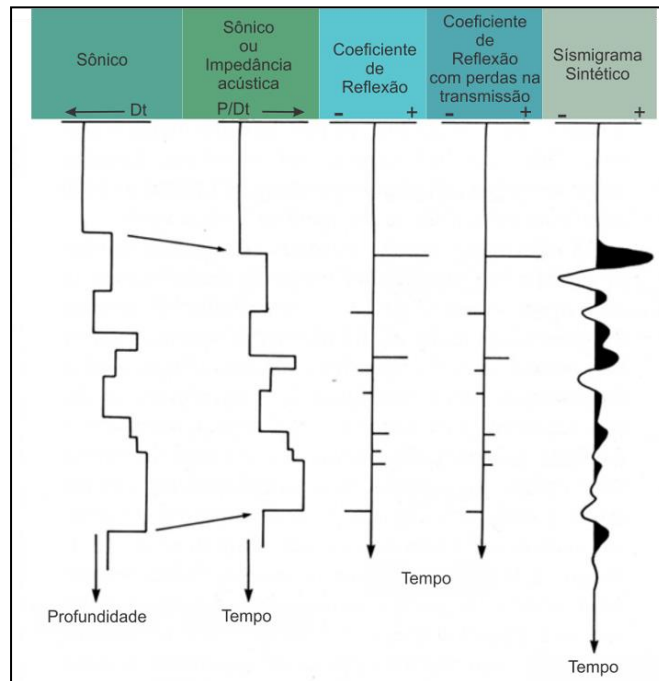 Sônico
Dt
Sônico
ou
Impedância
acústica
P/Dt
Coeficiente
de
Reflexão
- +
Coeficiente
de
Reflexão
com perdas na
transmissão
- +
Sísmigrama
Sintético
- +
Profundidade
Tempo
Tempo
Tempo